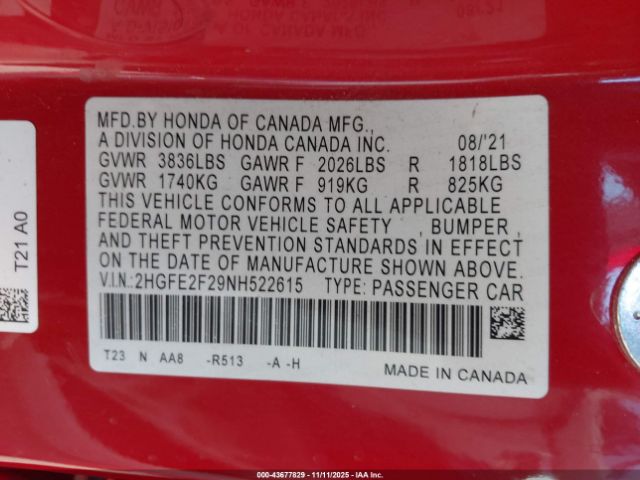 08/'21
MFD.BY HONDA OF CANADA MFG.,
A DIVISION OF HONDA CANADA INC. 08/'21
GVWR 3836LBS GAWR F 2026LBS R 1818LBS
GVWR 1740KG GAWR F 919KG R 825KG
THIS VEHICLE CONFORMS TO ALL APPLICABLE
FEDERAL MOTOR VEHICLE SAFETY , BUMPER ,
AND THEFT PREVENTION STANDARDS IN EFFECT
ON THE DATE OF MANUFACTURE SHOWN ABOVE.
V.I.N.:2HGFE2F29NH522615 TYPE: PASSENGER CAR
T23 N AA8 -R513 -A -H
MADE IN CANADA
T21 A0
000-43677829 - 11/11/2025 - IAA Inc.